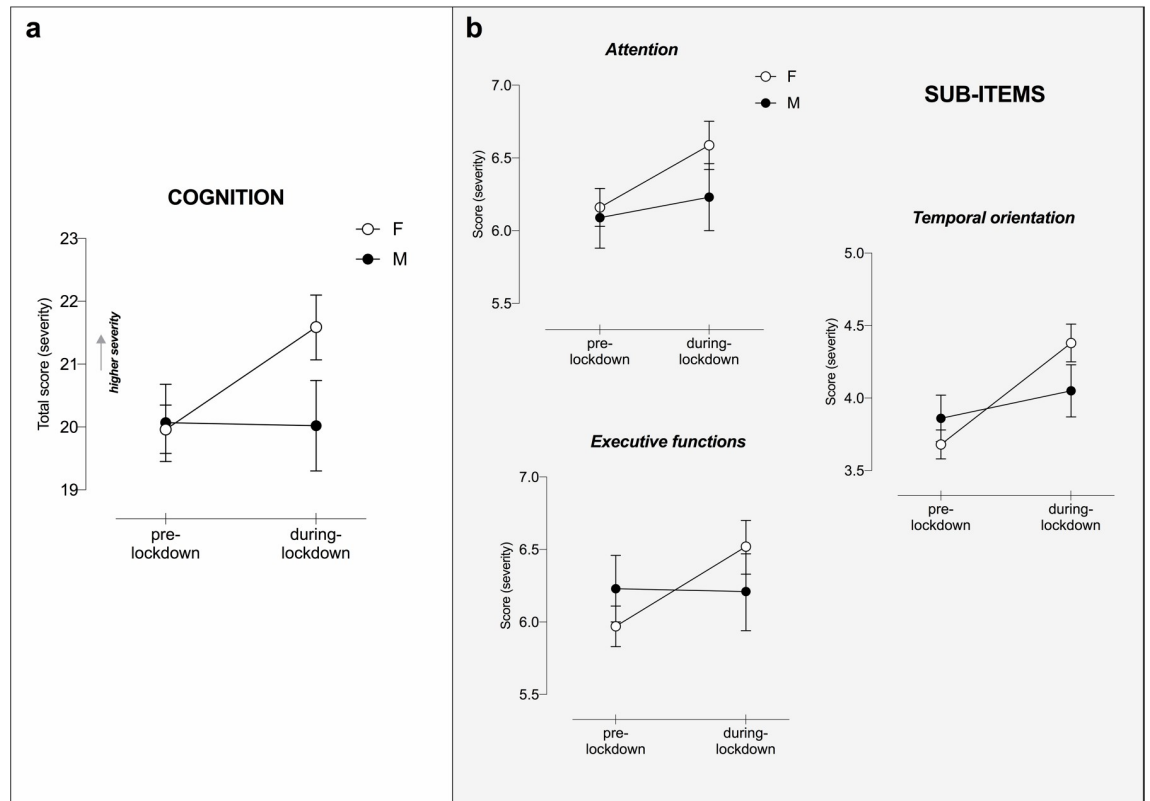 a
COGNITION
F
M
Total score (severity)
higher severity
23
22
21
20
19
pre-
lockdown
during-
lockdown
b
SUB-ITEMS
Attention
F
M
Score (severity)
7.0
6.5
6.0
5.5
pre-
lockdown
during-
lockdown
Temporal orientation
Score (severity)
5.0
4.5
4.0
3.5
pre-
lockdown
during-
lockdown
Executive functions
Score (severity)
7.0
6.5
6.0
5.5
pre-
lockdown
during-
lockdown